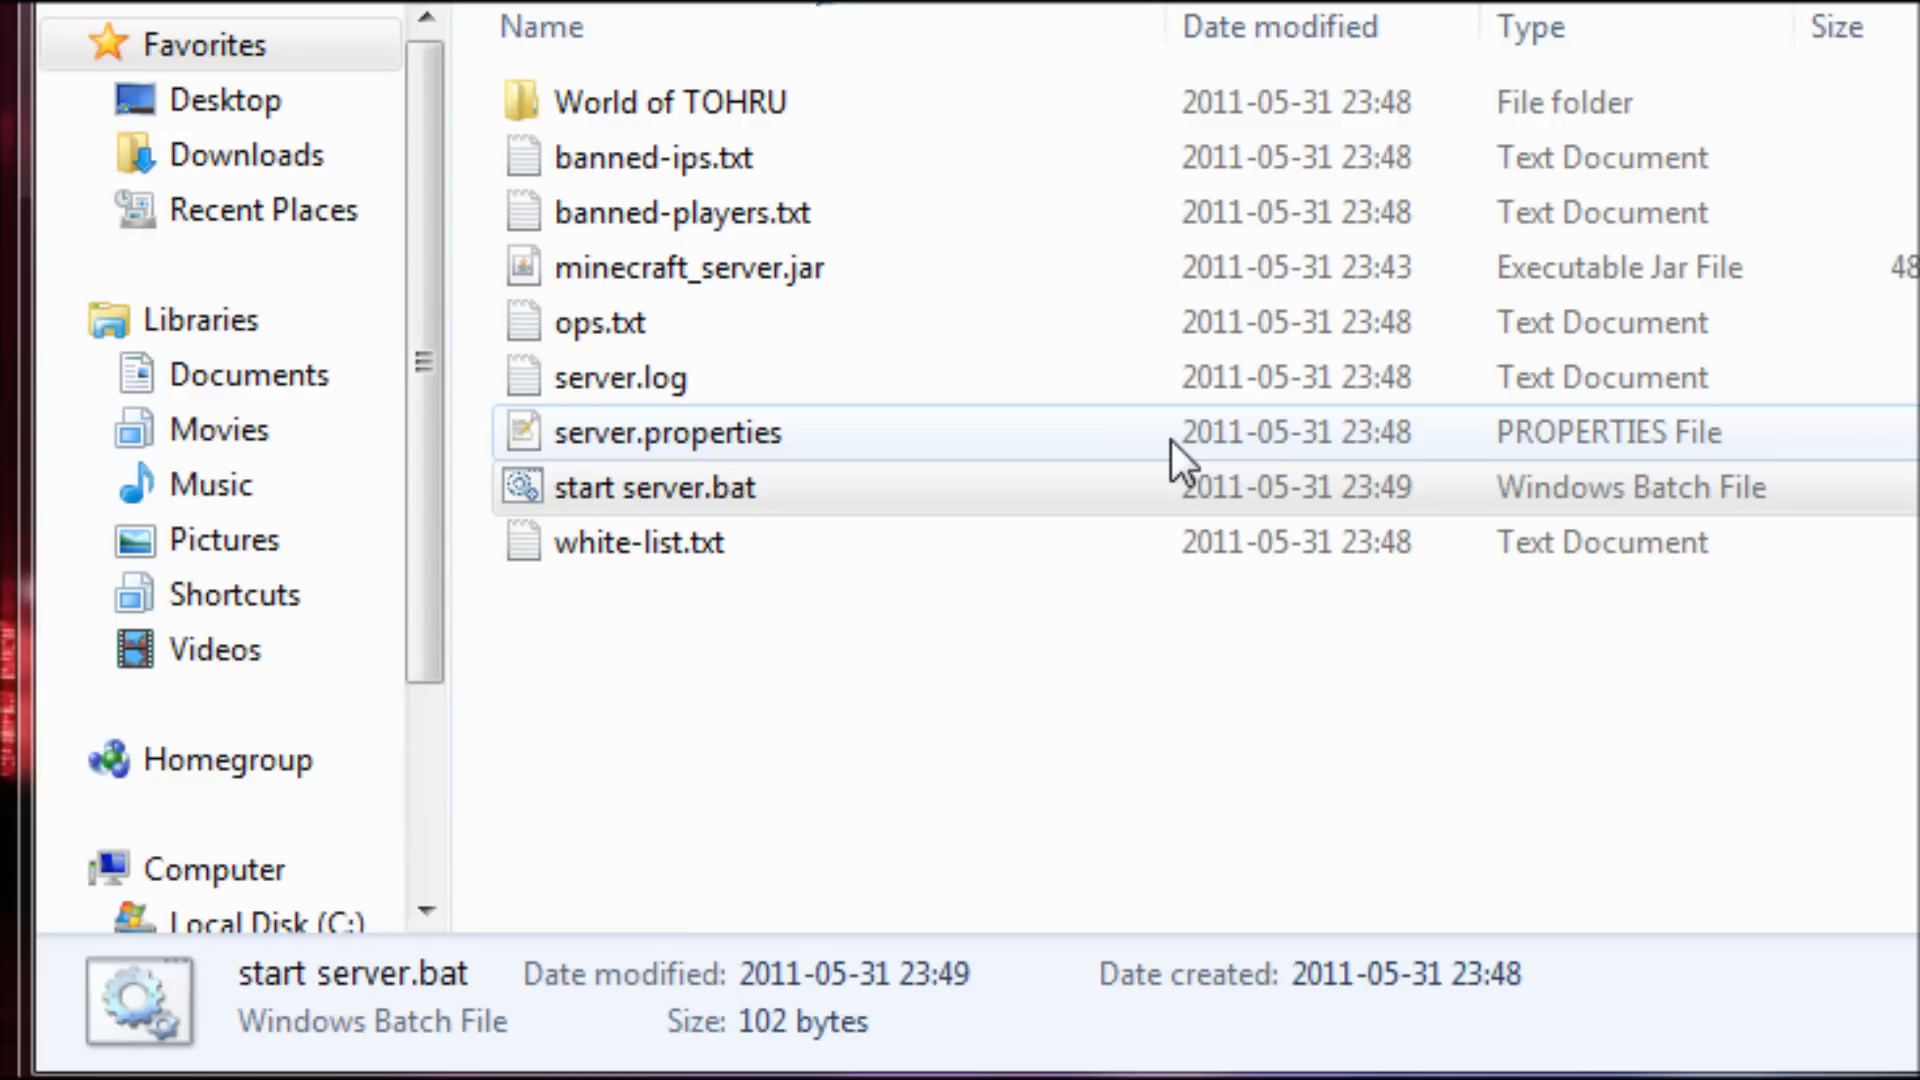 Name Date modified Type Size
Favorites
Desktop
Downloads
Recent Places
Libraries
Documents
Movies
Music
Pictures
Shortcuts
Videos
Homegroup
Computer
Local Disk (C:)
World of TOHRU 2011-05-31 23:48 File folder
banned-ips.txt 2011-05-31 23:48 Text Document
banned-players.txt 2011-05-31 23:48 Text Document
minecraft_server.jar 2011-05-31 23:43 Executable Jar File 48
ops.txt 2011-05-31 23:48 Text Document
server.log 2011-05-31 23:48 Text Document
server.properties 2011-05-31 23:48 PROPERTIES File
start server.bat 2011-05-31 23:49 Windows Batch File
white-list.txt 2011-05-31 23:48 Text Document
start server.bat Date modified: 2011-05-31 23:49 Date created: 2011-05-31 23:48
Windows Batch File Size: 102 bytes